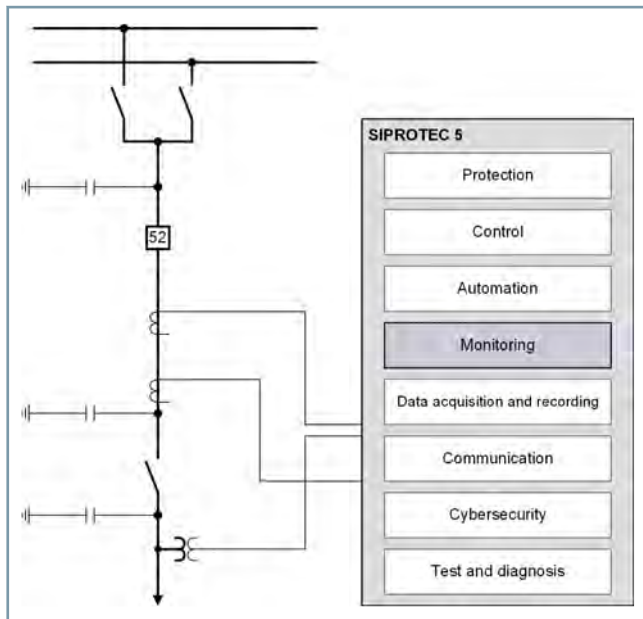 SIPROTEC 5
Protection
Control
52
Automation
Monitoring
Data acquisition and recording
Communication
Cybersecurity
Test and diagnosis